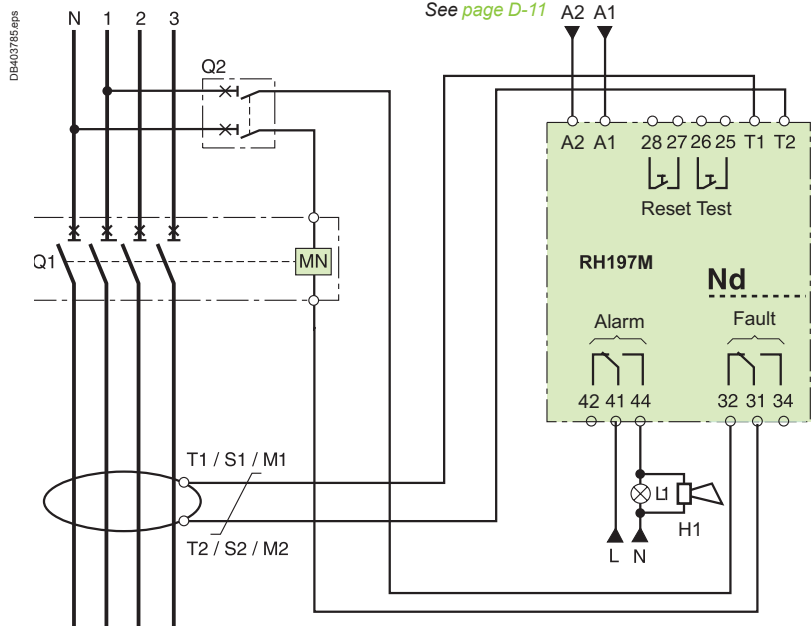 DB403785.eps
See page D-11
A2 A1
N 1 2 3
Q2
A2 A1 28 27 26 25 T1 T2
Reset Test
Q1
MN
RH197M
Nd
Alarm
Fault
42 41 44
32 31 34
T1 / S1 / M1
L1
H1
T2 / S2 / M2
L N